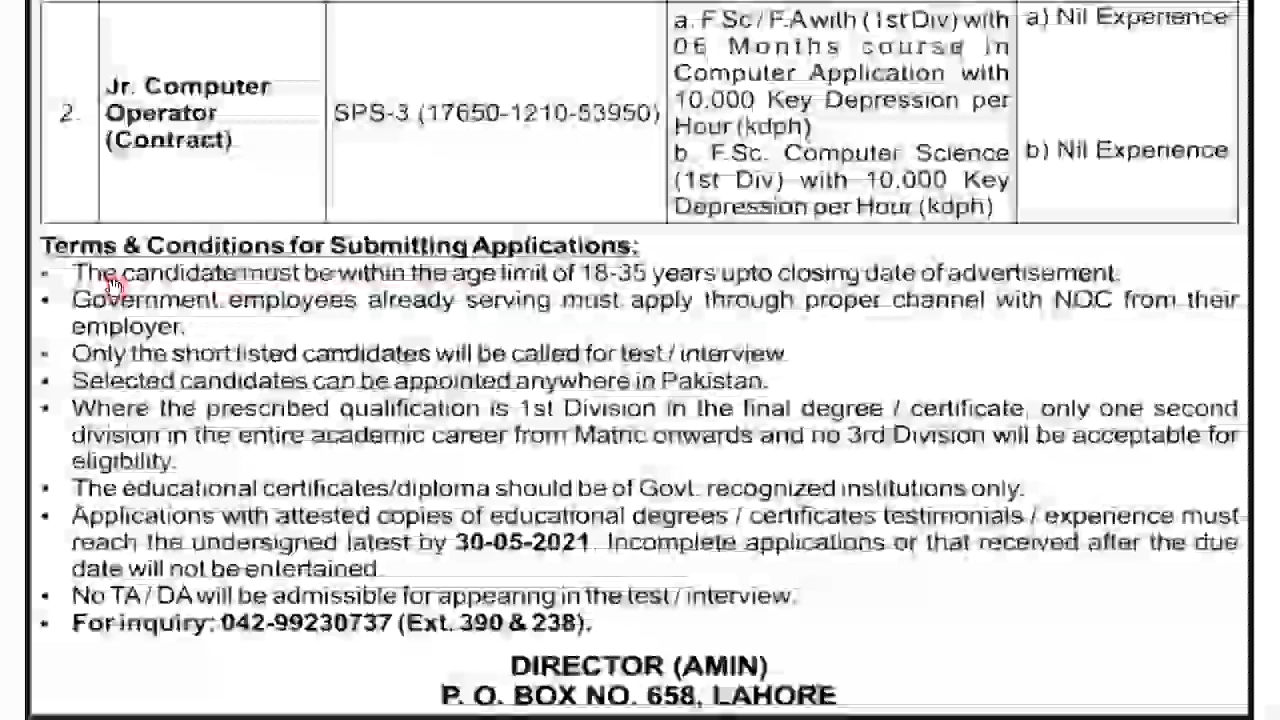 2.
Jr. Computer
Operator
(Contract)
SPS-3 (17650-1210-53950)
a. F.Sc / F.A with (1st Div) with
06 Months course in
Computer Application with
10.000 Key Depression per
Hour (kdph)
b. F.Sc. Computer Science
(1st Div) with 10.000 Key
Depression per Hour (kdph)
a) Nil Experience
b) Nil Experience
Terms & Conditions for Submitting Applications:
• The candidate must be within the age limit of 18-35 years upto closing date of advertisement.
• Government employees already serving must apply through proper channel with NOC from their
employer.
• Only the short listed candidates will be called for test / interview.
• Selected candidates can be appointed anywhere in Pakistan.
• Where the prescribed qualification is 1st Division in the final degree / certificate, only one second
division in the entire academic career from Matric onwards and no 3rd Division will be acceptable for
eligibility.
• The educational certificates/diploma should be of Govt. recognized institutions only.
• Applications with attested copies of educational degrees / certificates testimonials / experience must
reach the undersigned latest by 30-05-2021. Incomplete applications or that received after the due
date will not be entertained.
• No TA / DA will be admissible for appearing in the test / interview.
• For inquiry: 042-99230737 (Ext. 390 & 238).
DIRECTOR (AMIN)
P. O. BOX NO. 658, LAHORE